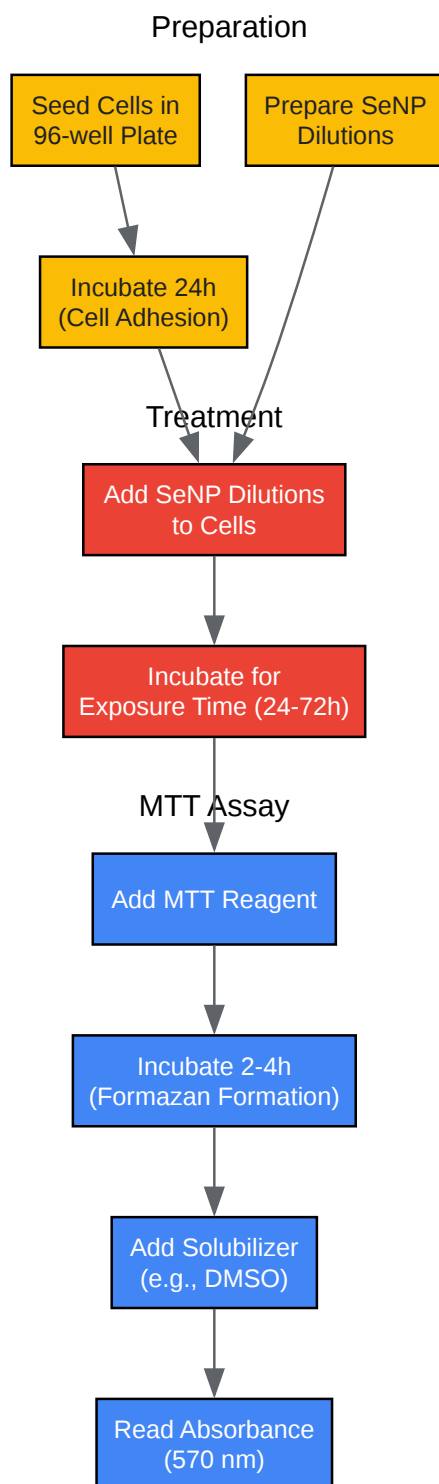 Preparation
Seed Cells in
96-well Plate
Prepare SeNP
Dilutions
Incubate 24h
(Cell Adhesion)
Treatment
Add SeNP Dilutions
to Cells
Incubate for
Exposure Time (24-72h)
MTT Assay
Add MTT Reagent
Incubate 2-4h
(Formazan Formation)
Add Solubilizer
(e.g., DMSO)
Read Absorbance
(570 nm)